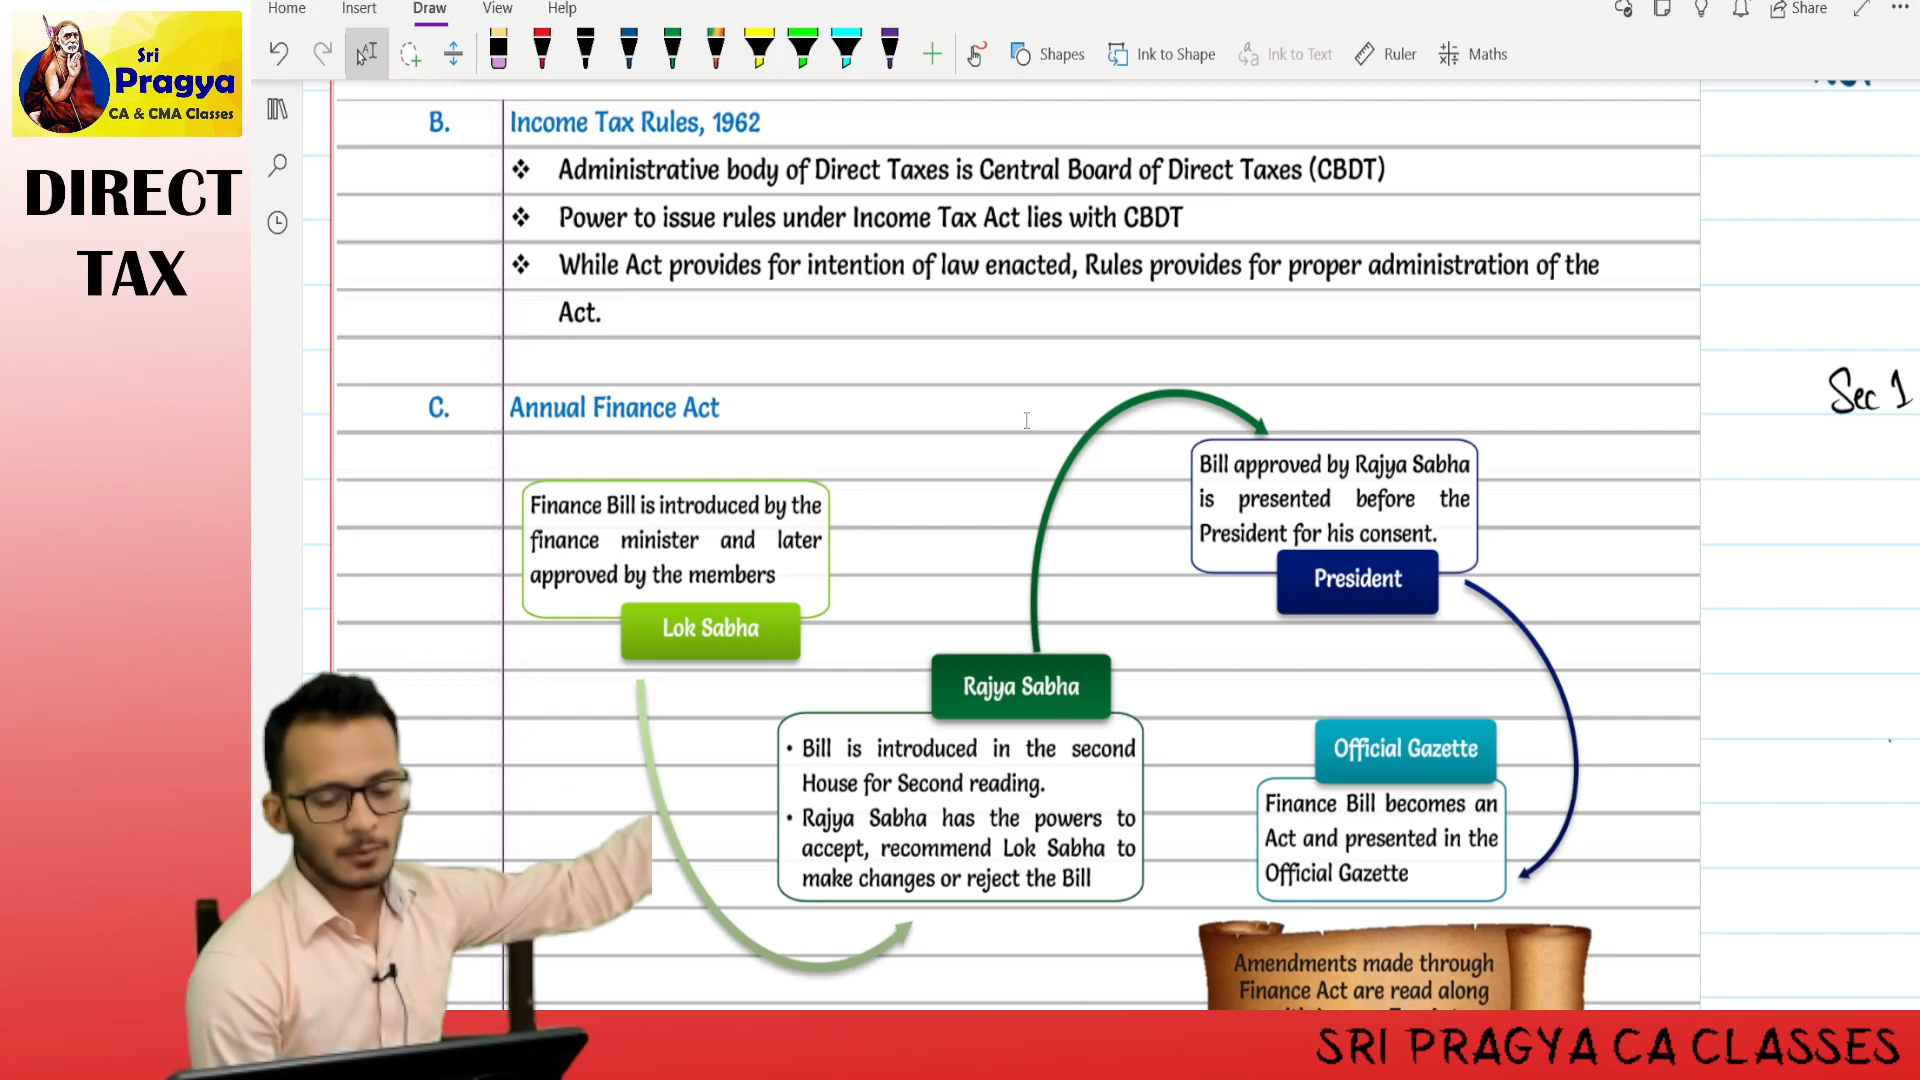 Sri
Pragya
CA & CMA Classes
DIRECT
TAX
Home Insert Draw View Help
Share
Shapes Ink to Shape Ink to Text Ruler Maths
B. Income Tax Rules, 1962
❖ Administrative body of Direct Taxes is Central Board of Direct Taxes (CBDT)
❖ Power to issue rules under Income Tax Act lies with CBDT
❖ While Act provides for intention of law enacted, Rules provides for proper administration of the
Act.
Sec 1
C. Annual Finance Act
Finance Bill is introduced by the
finance minister and later
approved by the members
Lok Sabha
Rajya Sabha
• Bill is introduced in the second
House for Second reading.
• Rajya Sabha has the powers to
accept, recommend Lok Sabha to
make changes or reject the Bill
Bill approved by Rajya Sabha
is presented before the
President for his consent.
President
Official Gazette
Finance Bill becomes an
Act and presented in the
Official Gazette
Amendments made through
Finance Act are read along
SRI PRAGYA CA CLASSES